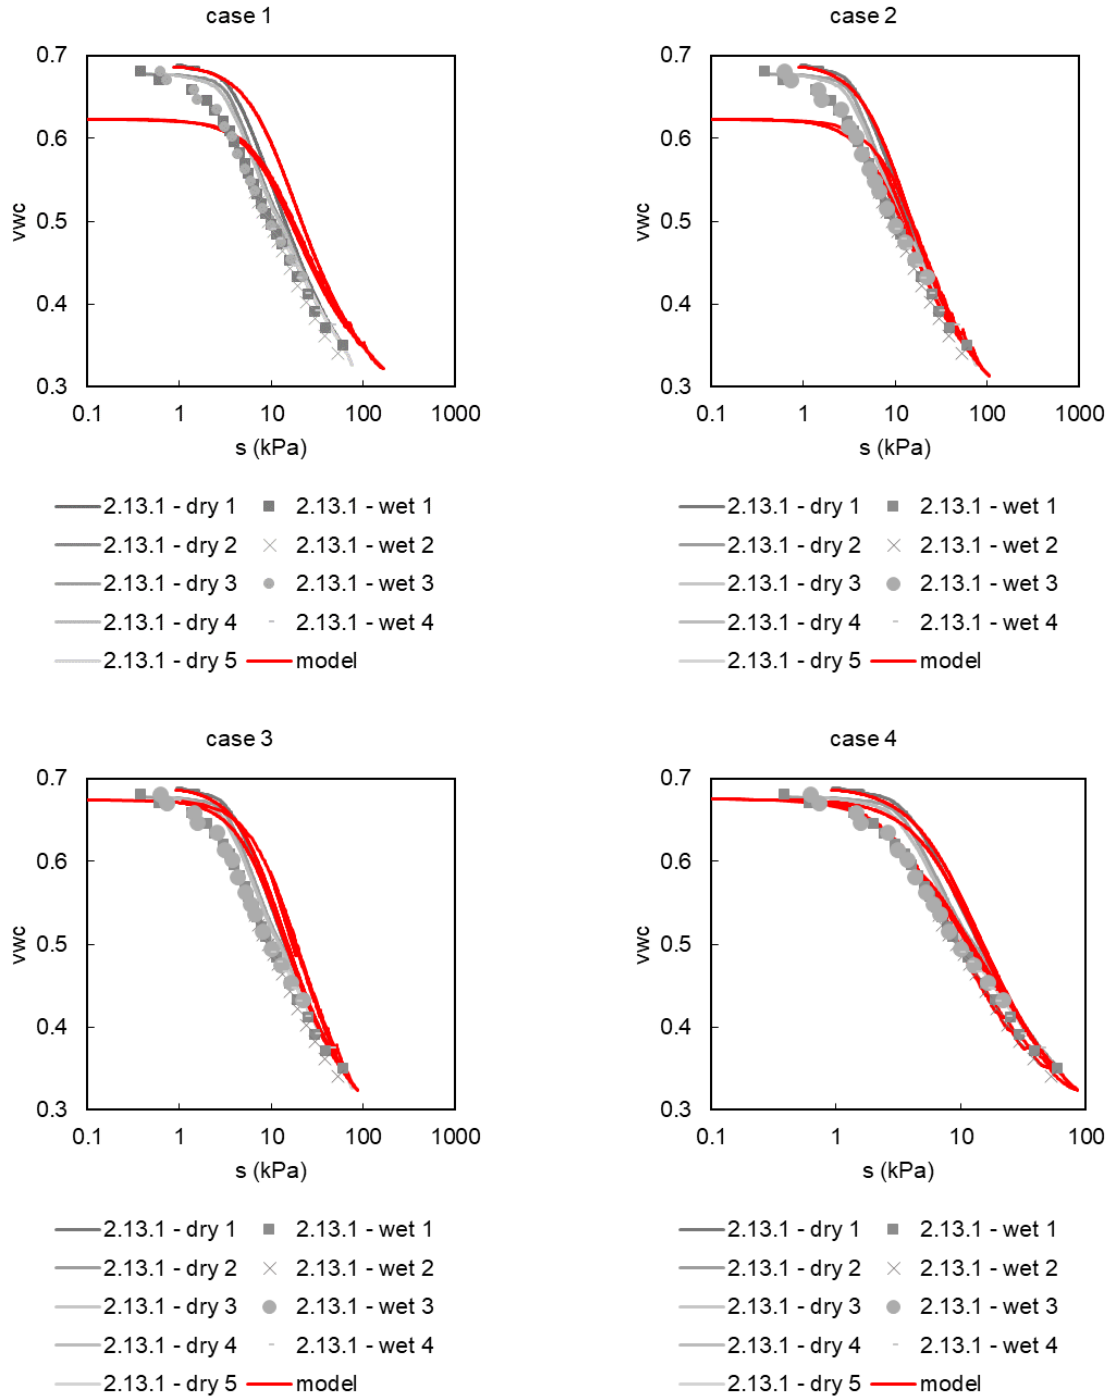 case 1
0.7
0.6
0.5
0.4
0.3
vwc
0.1 1 10 100 1000
s (kPa)
2.13.1 - dry 1 2.13.1 - wet 1
2.13.1 - dry 2 2.13.1 - wet 2
2.13.1 - dry 3 2.13.1 - wet 3
2.13.1 - dry 4 2.13.1 - wet 4
2.13.1 - dry 5 model
case 2
0.7
0.6
0.5
0.4
0.3
vwc
0.1 1 10 100 1000
s (kPa)
2.13.1 - dry 1 2.13.1 - wet 1
2.13.1 - dry 2 2.13.1 - wet 2
2.13.1 - dry 3 2.13.1 - wet 3
2.13.1 - dry 4 2.13.1 - wet 4
2.13.1 - dry 5 model
case 3
0.7
0.6
0.5
0.4
0.3
vwc
0.1 1 10 100 1000
s (kPa)
2.13.1 - dry 1 2.13.1 - wet 1
2.13.1 - dry 2 2.13.1 - wet 2
2.13.1 - dry 3 2.13.1 - wet 3
2.13.1 - dry 4 2.13.1 - wet 4
2.13.1 - dry 5 model
case 4
0.7
0.6
0.5
0.4
0.3
vwc
0.1 1 10 100
s (kPa)
2.13.1 - dry 1 2.13.1 - wet 1
2.13.1 - dry 2 2.13.1 - wet 2
2.13.1 - dry 3 2.13.1 - wet 3
2.13.1 - dry 4 2.13.1 - wet 4
2.13.1 - dry 5 model